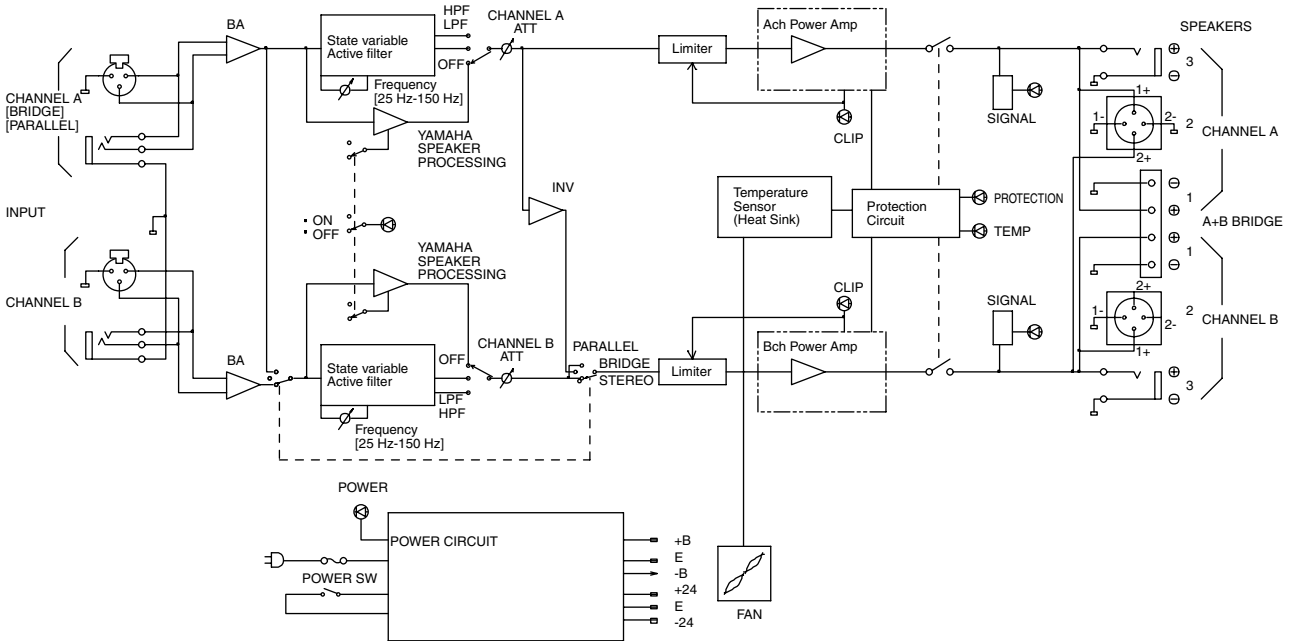 HPF
LPF
OFF
CHANNEL A
ATT
BA
State variable
Active filter
Frequency
[25 Hz-150 Hz]
Limiter
Ach Power Amp
SPEAKERS
⊕
3
⊖
CHANNEL A
[BRIDGE]
[PARALLEL]
YAMAHA
SPEAKER
PROCESSING
CLIP
SIGNAL
1+
1-
2-
2
2+
CHANNEL A
INV
Temperature
Sensor
(Heat Sink)
Protection
Circuit
PROTECTION
TEMP
⊖
1
⊕
A+B BRIDGE
⊕
1
⊖
INPUT
: ON
: OFF
YAMAHA
SPEAKER
PROCESSING
CHANNEL B
CLIP
SIGNAL
2+
1-
2-
2
1+
CHANNEL B
BA
State variable
Active filter
OFF
LPF
HPF
CHANNEL B
ATT
PARALLEL
BRIDGE
STEREO
Limiter
Bch Power Amp
⊕
3
⊖
Frequency
[25 Hz-150 Hz]
POWER
POWER CIRCUIT
POWER SW
+B
E
-B
+24
E
-24
FAN